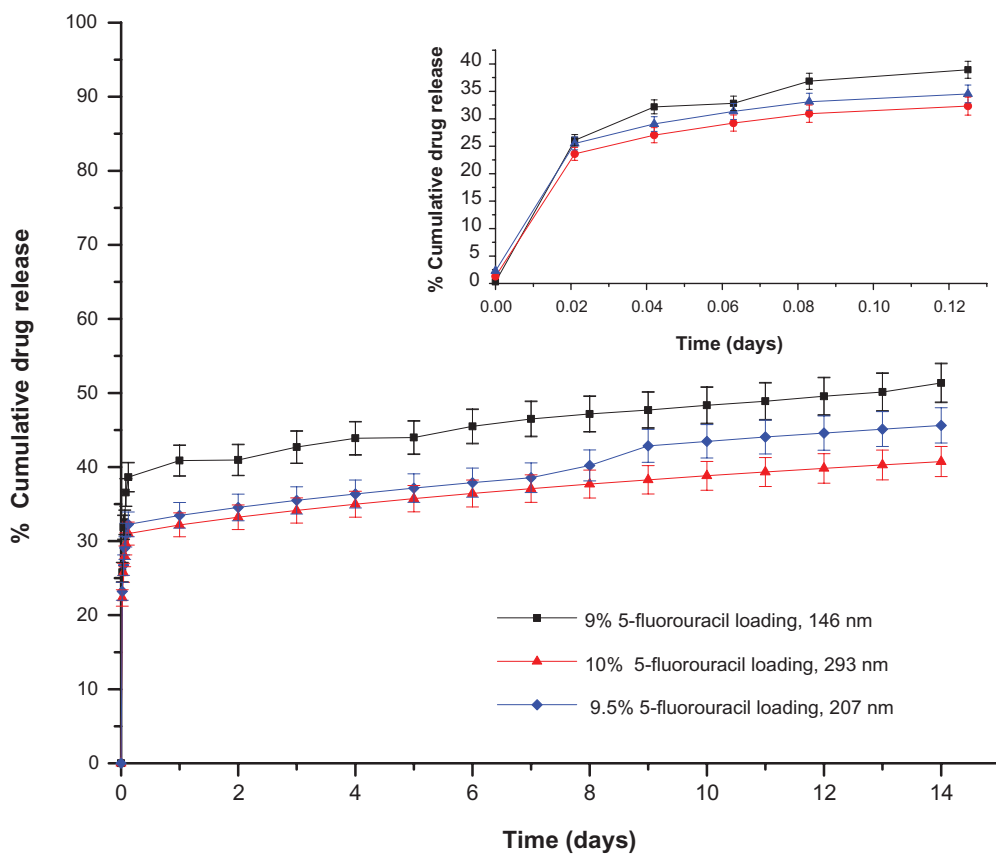 100
90
80
70
60
50
40
30
20
10
0
% Cumulative drug release
0 2 4 6 8 10 12 14
Time (days)
40
35
30
25
20
15
10
5
0
% Cumulative drug release
0.00 0.02 0.04 0.06 0.08 0.10 0.12
Time (days)
9% 5-fluorouracil loading, 146 nm
10% 5-fluorouracil loading, 293 nm
9.5% 5-fluorouracil loading, 207 nm